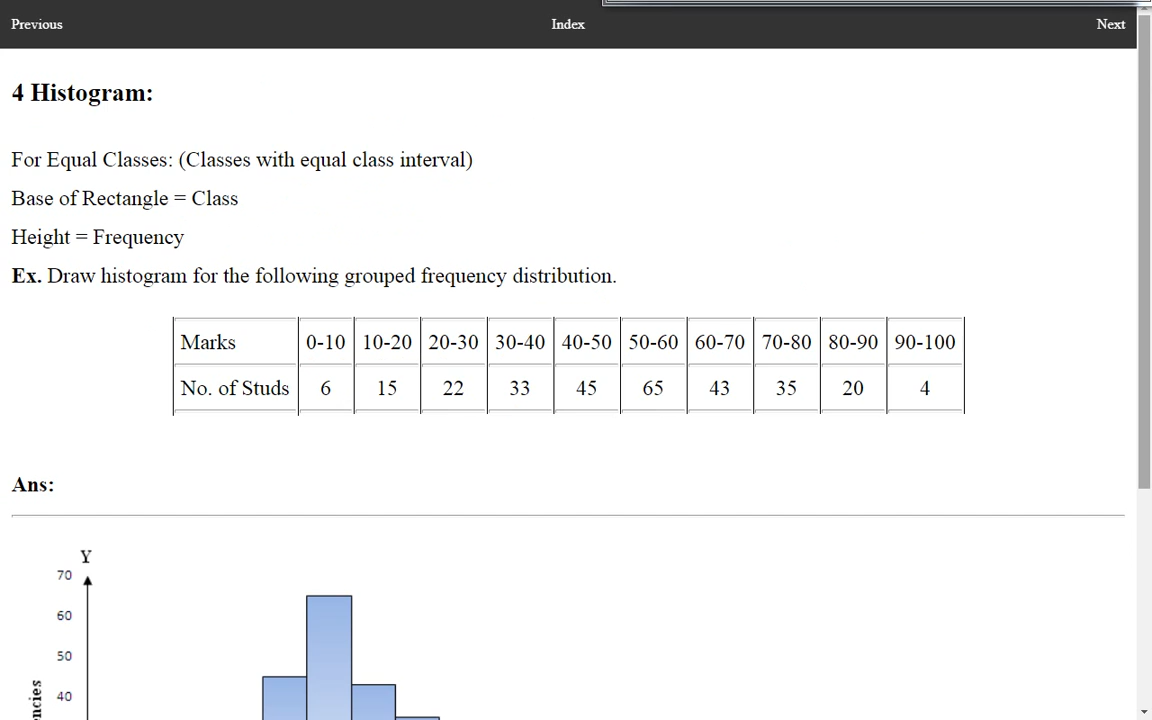 Previous Index Next
4 Histogram:
For Equal Classes: (Classes with equal class interval)
Base of Rectangle = Class
Height = Frequency
Ex. Draw histogram for the following grouped frequency distribution.
Marks 0-10 10-20 20-30 30-40 40-50 50-60 60-70 70-80 80-90 90-100
No. of Studs 6 15 22 33 45 65 43 35 20 4
Ans:
Y
70
60
50
40